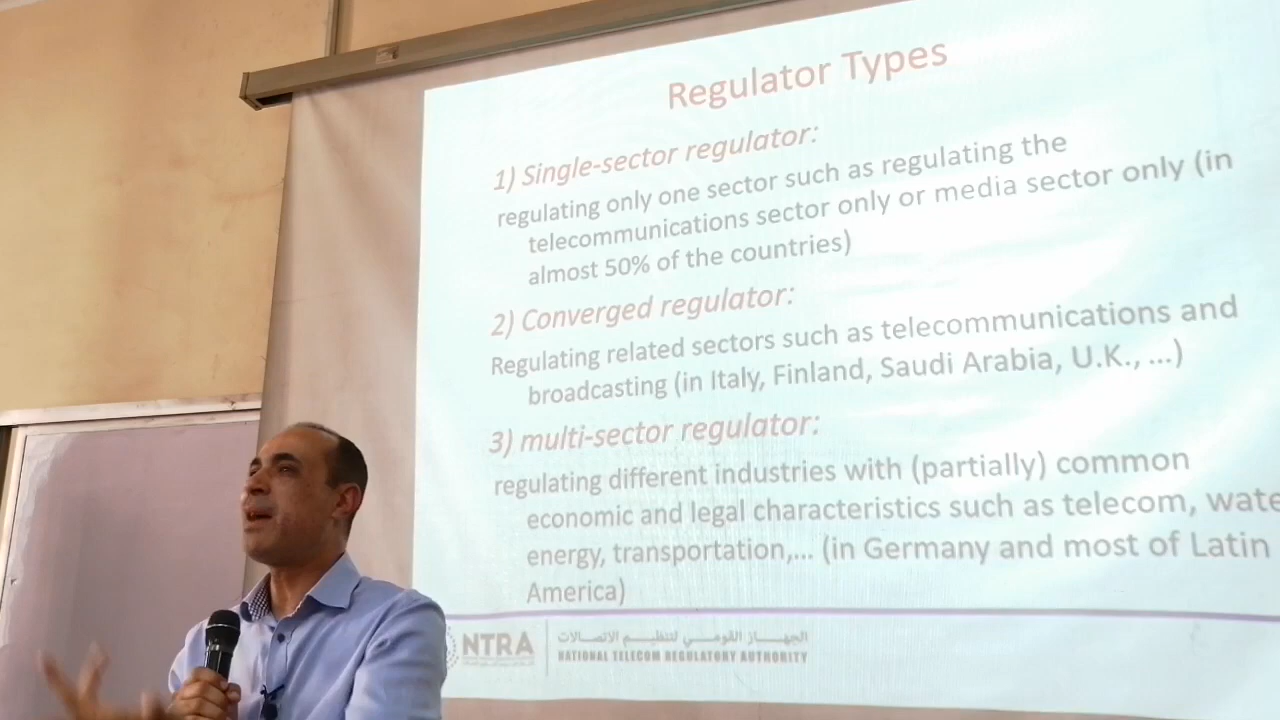 Regulator Types
1) Single-sector regulator:
regulating only one sector such as regulating the
telecommunications sector only or media sector only (in
almost 50% of the countries)
2) Converged regulator:
Regulating related sectors such as telecommunications and
broadcasting (in Italy, Finland, Saudi Arabia, U.K., ...)
3) multi-sector regulator:
regulating different industries with (partially) common
economic and legal characteristics such as telecom, wate
energy, transportation,... (in Germany and most of Latin
America)
NTRA
الجهاز القومي لتنظيم الاتصالات
NATIONAL TELECOM REGULATORY AUTHORITY